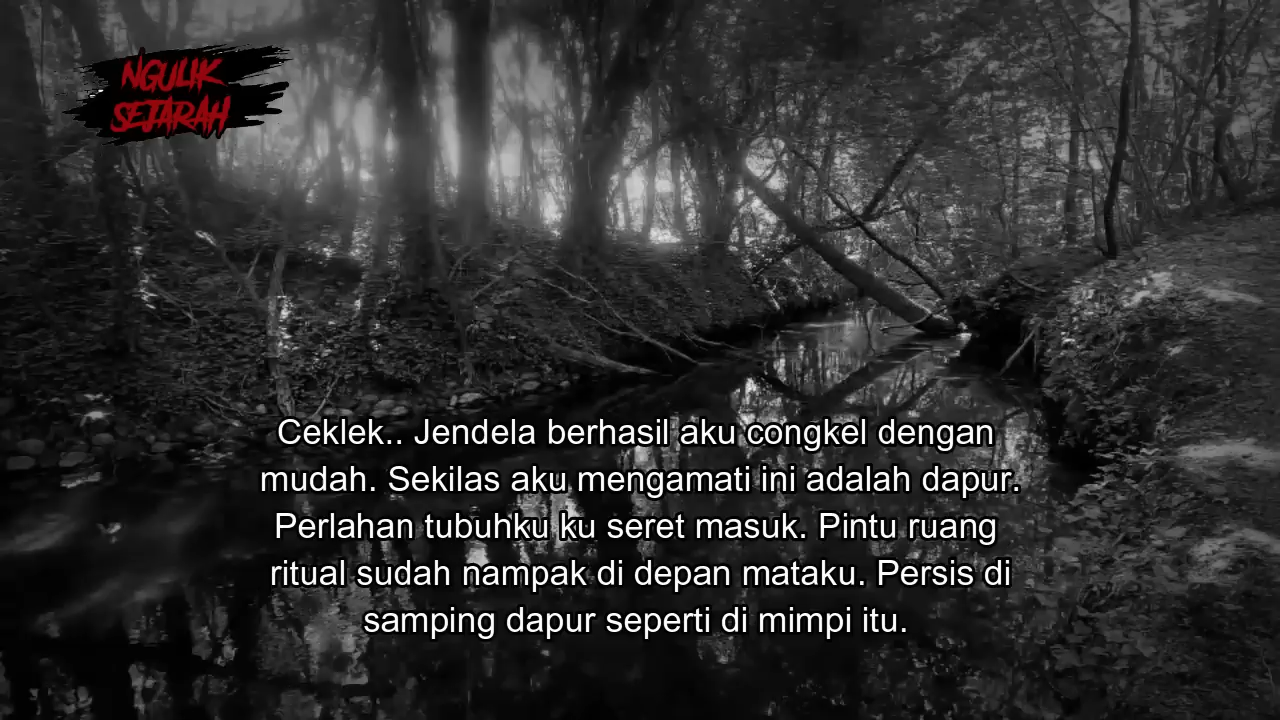 NGULIK
SEJARAH
Ceklek.. Jendela berhasil aku congkel dengan
mudah. Sekilas aku mengamati ini adalah dapur.
Perlahan tubuhku ku seret masuk. Pintu ruang
ritual sudah nampak di depan mataku. Persis di
samping dapur seperti di mimpi itu.